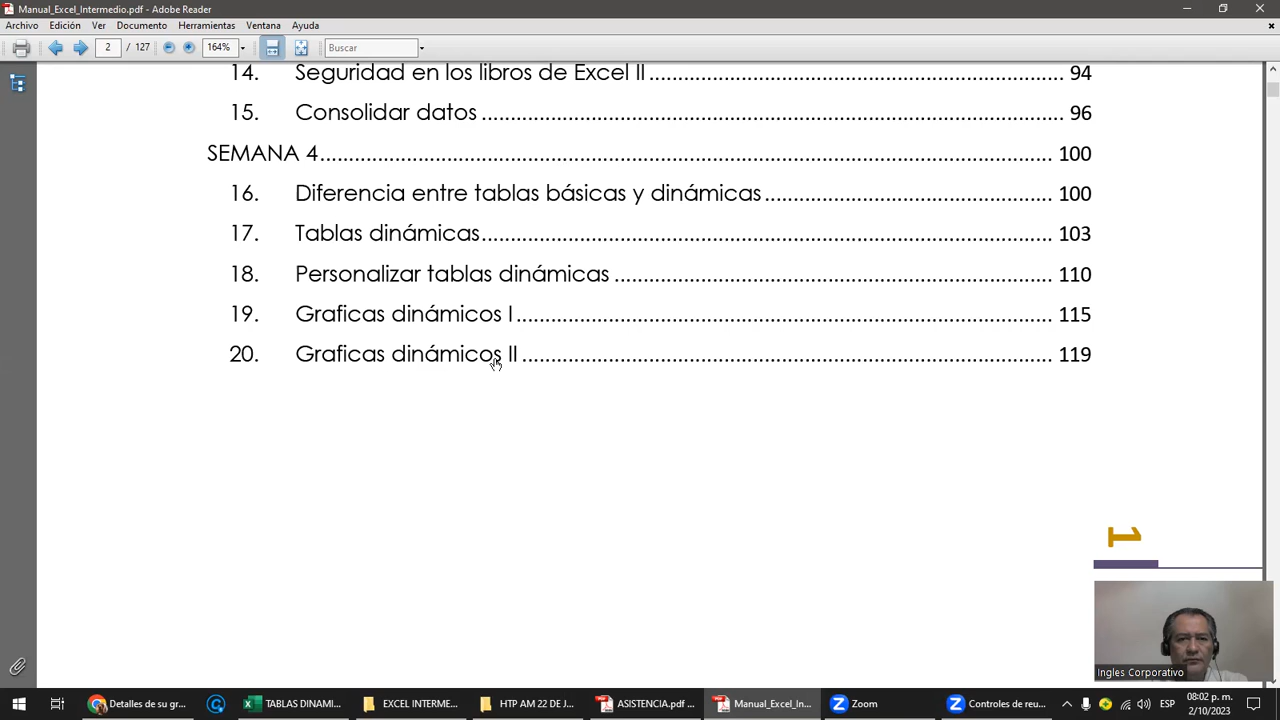 Manual_Excel_Intermedio.pdf - Adobe Reader
Archivo Edición Ver Documento Herramientas Ventana Ayuda
2 / 127 164% Buscar
14. Seguridad en los libros de Excel II 94
15. Consolidar datos 96
SEMANA 4 100
16. Diferencia entre tablas básicas y dinámicas 100
17. Tablas dinámicas 103
18. Personalizar tablas dinámicas 110
19. Graficas dinámicos I 115
20. Graficas dinámicos II 119
1
Ingles Corporativo
Detalles de su gr... TABLAS DINAMI... EXCEL INTERME... HTP AM 22 DE J... ASISTENCIA.pdf ... Manual_Excel_In... Zoom Controles de reu... ESP 08:02 p. m.
2/10/2023